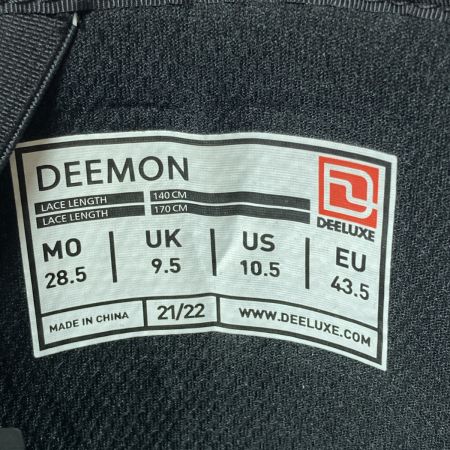 DEEMON
LACE LENGTH 140 CM
LACE LENGTH 170 CM
DEELUXE
MO UK US EU
28.5 9.5 10.5 43.5
MADE IN CHINA 21/22 WWW.DEELUXE.COM